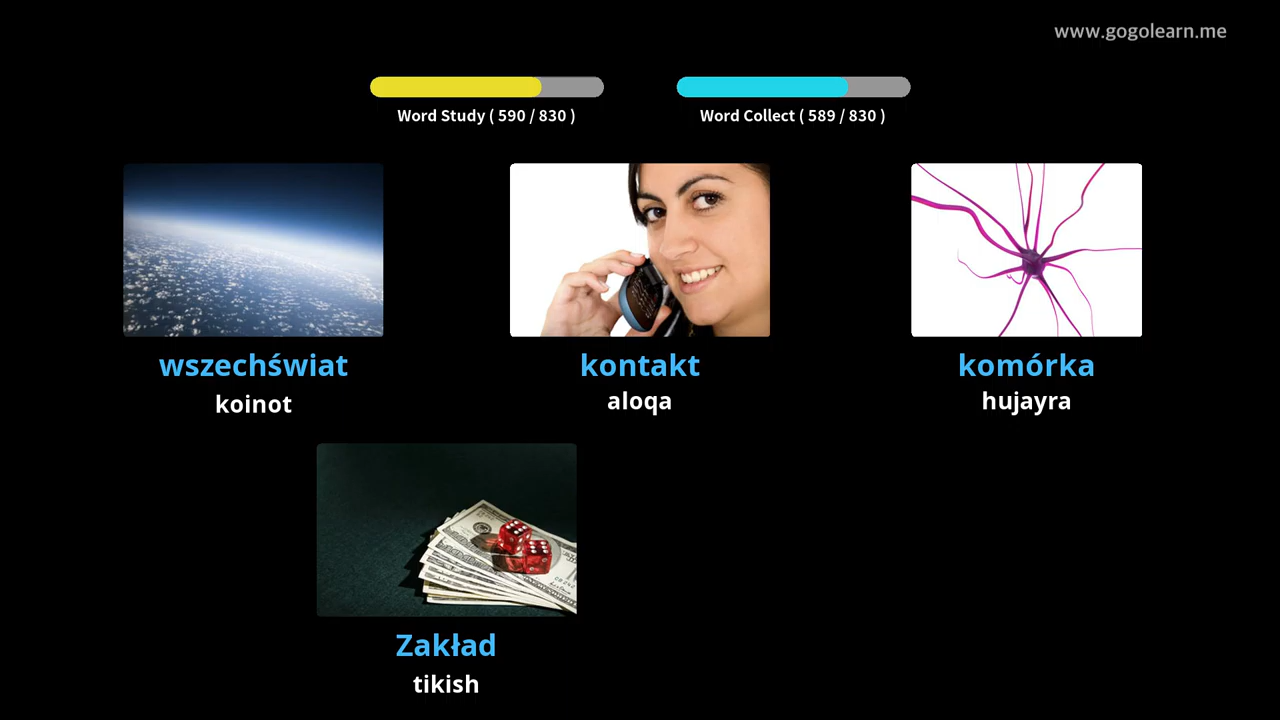 www.gogolearn.me
Word Study ( 590 / 830 )
Word Collect ( 589 / 830 )
wszechświat
koinot
kontakt
aloqa
komórka
hujayra
Zakład
tikish